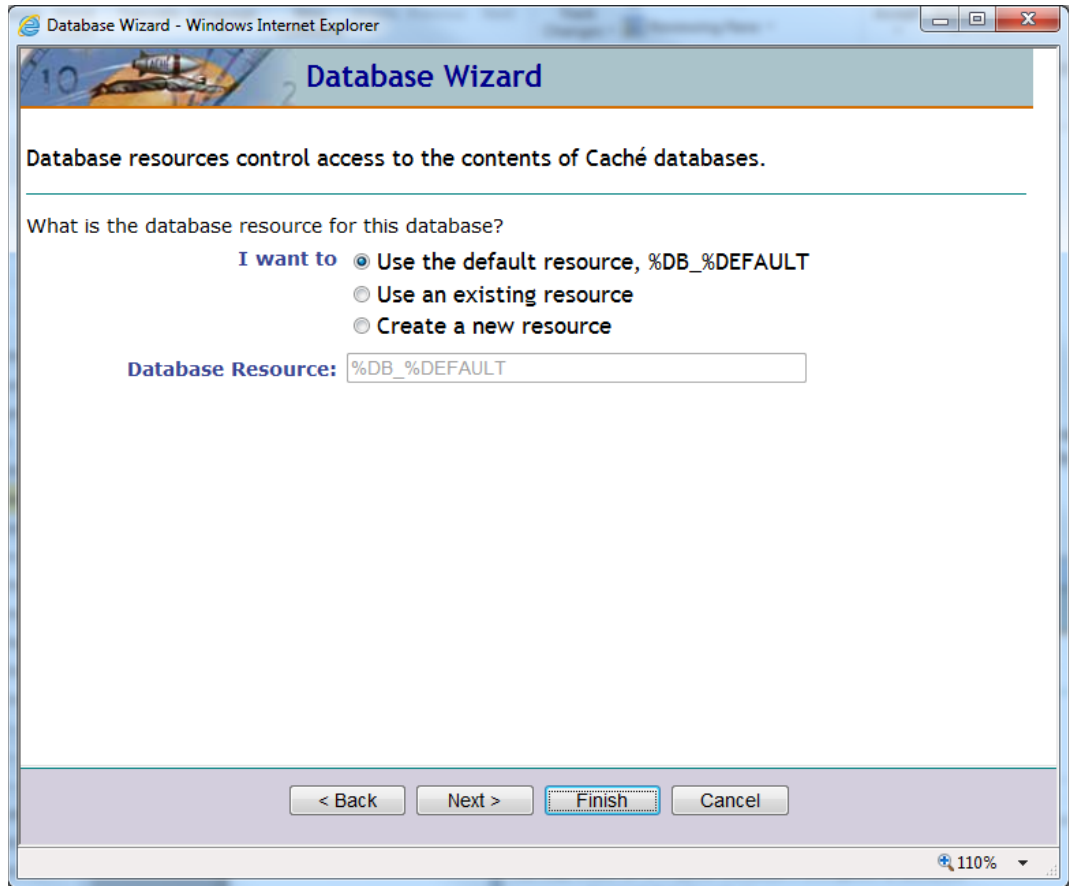 Database Wizard - Windows Internet Explorer
10
2
Database Wizard
Database resources control access to the contents of Caché databases.
What is the database resource for this database?
I want to Use the default resource, %DB_%DEFAULT
Use an existing resource
Create a new resource
Database Resource: %DB_%DEFAULT
< Back Next > Finish Cancel
110%